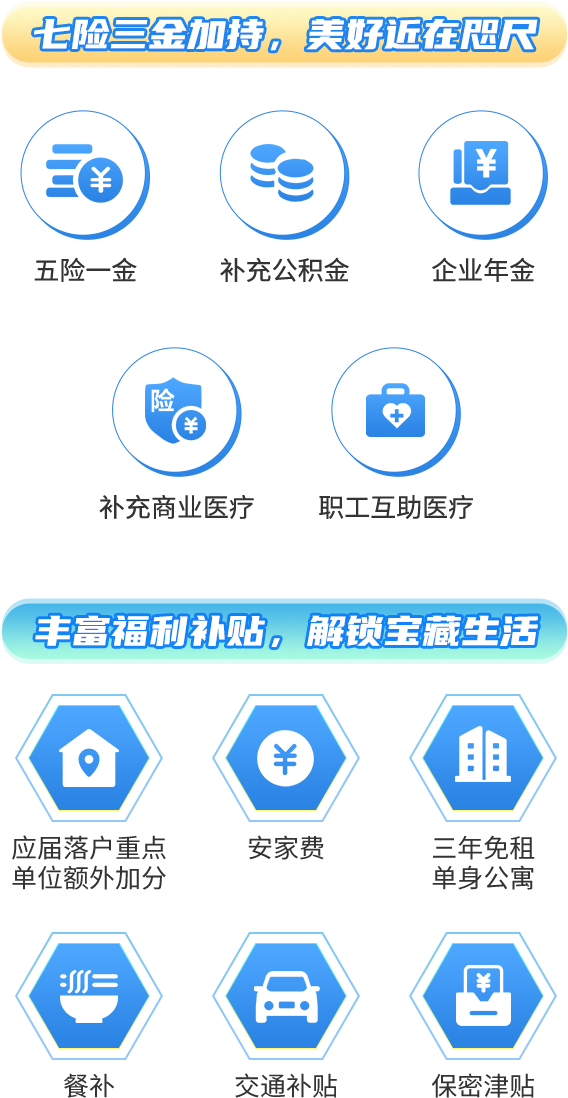 七险三金加持，美好近在咫尺
¥
¥
五险一金
补充公积金
企业年金
险
¥
补充商业医疗
职工互助医疗
丰富福利补贴，解锁宝藏生活
¥
应届落户重点
单位额外加分
安家费
三年免租
单身公寓
¥
餐补
交通补贴
保密津贴